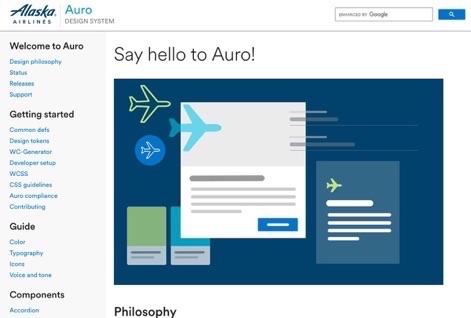 Alaska
AIRLINES
Auro
DESIGN SYSTEM
ENHANCED BY Google
Welcome to Auro
Design philosophy
Status
Releases
Support
Getting started
Common defs
Design tokens
WC-Generator
Developer setup
WCSS
CSS guidelines
Auro compliance
Contributing
Guide
Color
Typography
Icons
Voice and tone
Components
Accordion
Say hello to Auro!
Philosophy